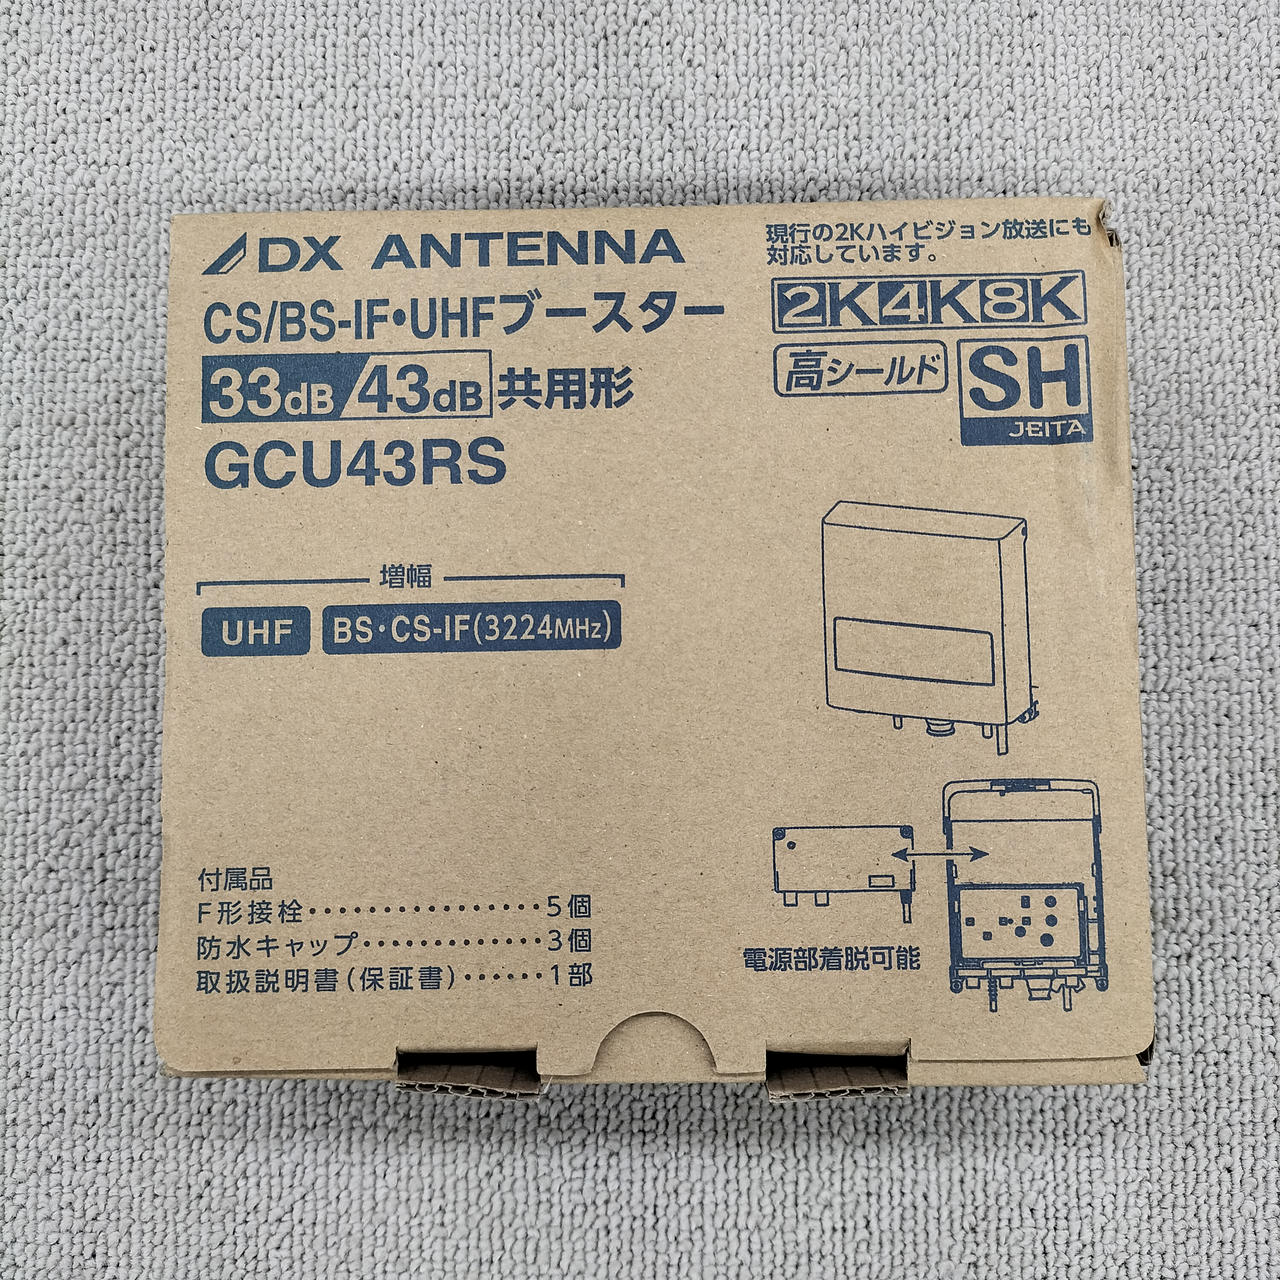 DX ANTENNA
CS/BS-IF・UHFブースター
33dB/43dB共用形
GCU43RS
現行の2Kハイビジョン放送にも
対応しています。
2K4K8K
高シールド
SH
JEITA
増幅
UHF BS・CS-IF(3224MHz)
付属品
F形接栓・・・・・・・・・・・・・・・5個
防水キャップ・・・・・・・・・・・・3個
取扱説明書(保証書)・・・・・・1部
電源部着脱可能